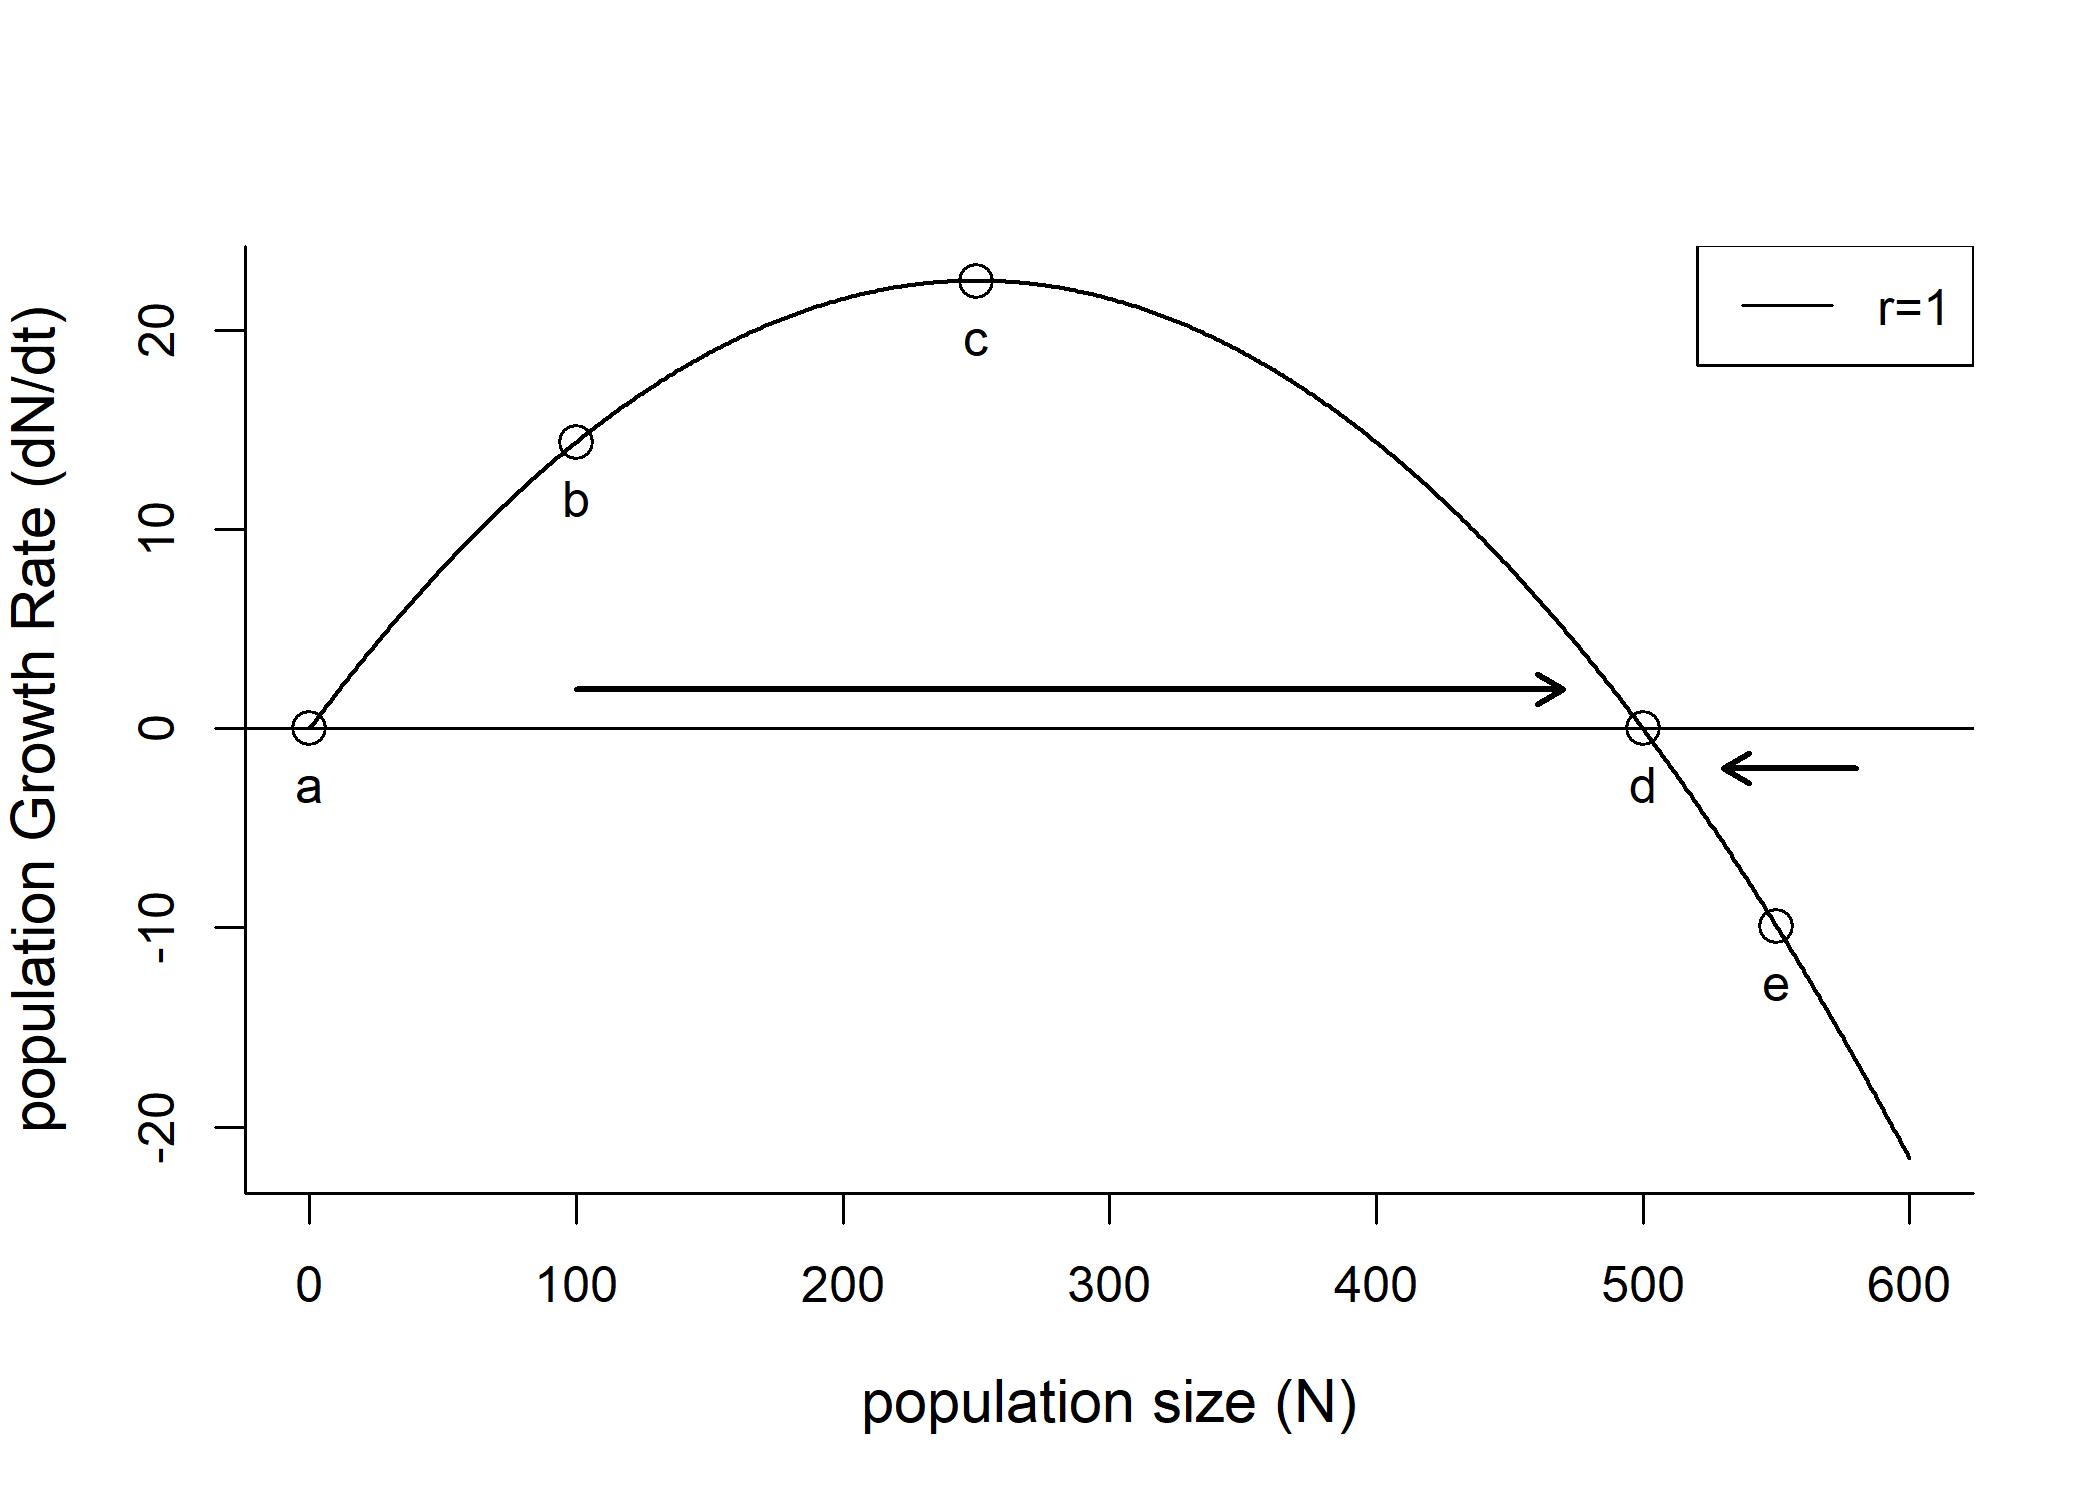 population Growth Rate (dN/dt)
20
10
0
-10
-20
r=1
a
b
c
d
e
0 100 200 300 400 500 600
population size (N)